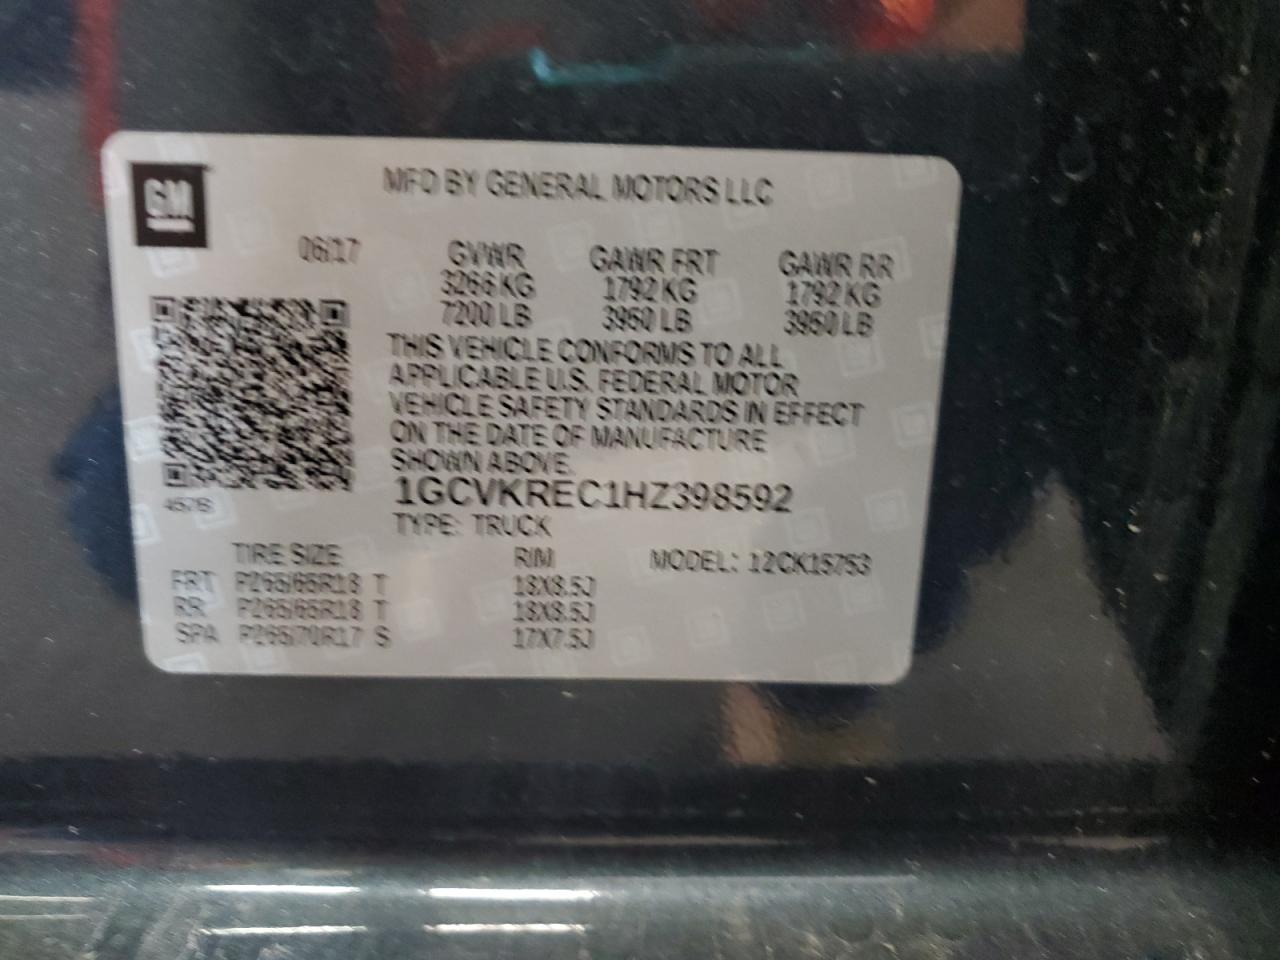 GM
MFD BY GENERAL MOTORS LLC
06/17 GVWR GAWR FRT GAWR RR
3266 KG 1792 KG 1792 KG
7200 LB 3950 LB 3950 LB
THIS VEHICLE CONFORMS TO ALL
APPLICABLE U.S. FEDERAL MOTOR
VEHICLE SAFETY STANDARDS IN EFFECT
ON THE DATE OF MANUFACTURE
SHOWN ABOVE.
1GCVKREC1HZ398592
TYPE: TRUCK
TIRE SIZE RIM MODEL: 12CK15753
FRT P265/65R18 T 18X8.5J
RR P265/65R18 T 18X8.5J
SPA P265/70R17 S 17X7.5J